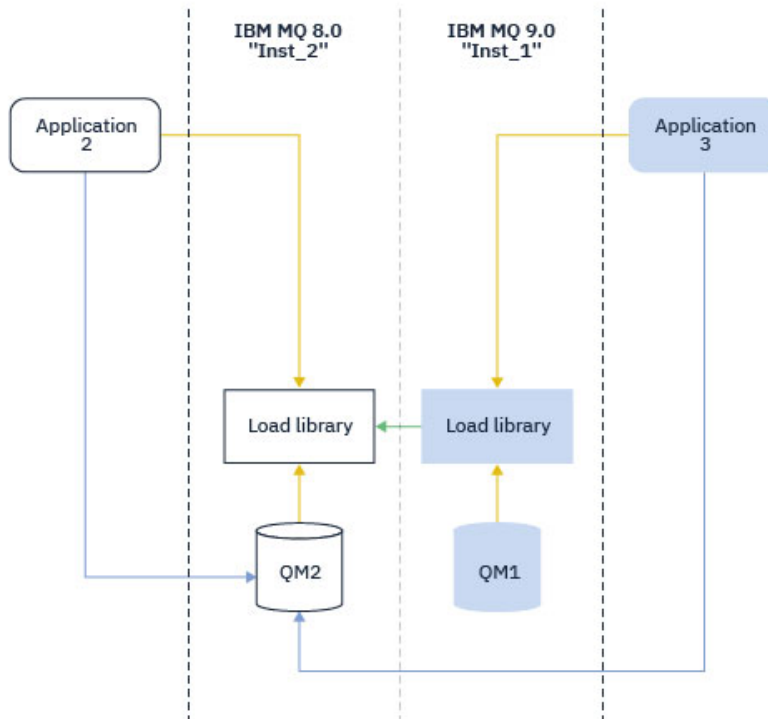 IBM MQ 8.0
"Inst_2"
IBM MQ 9.0
"Inst_1"
Application
2
Application
3
Load library
Load library
QM2
QM1